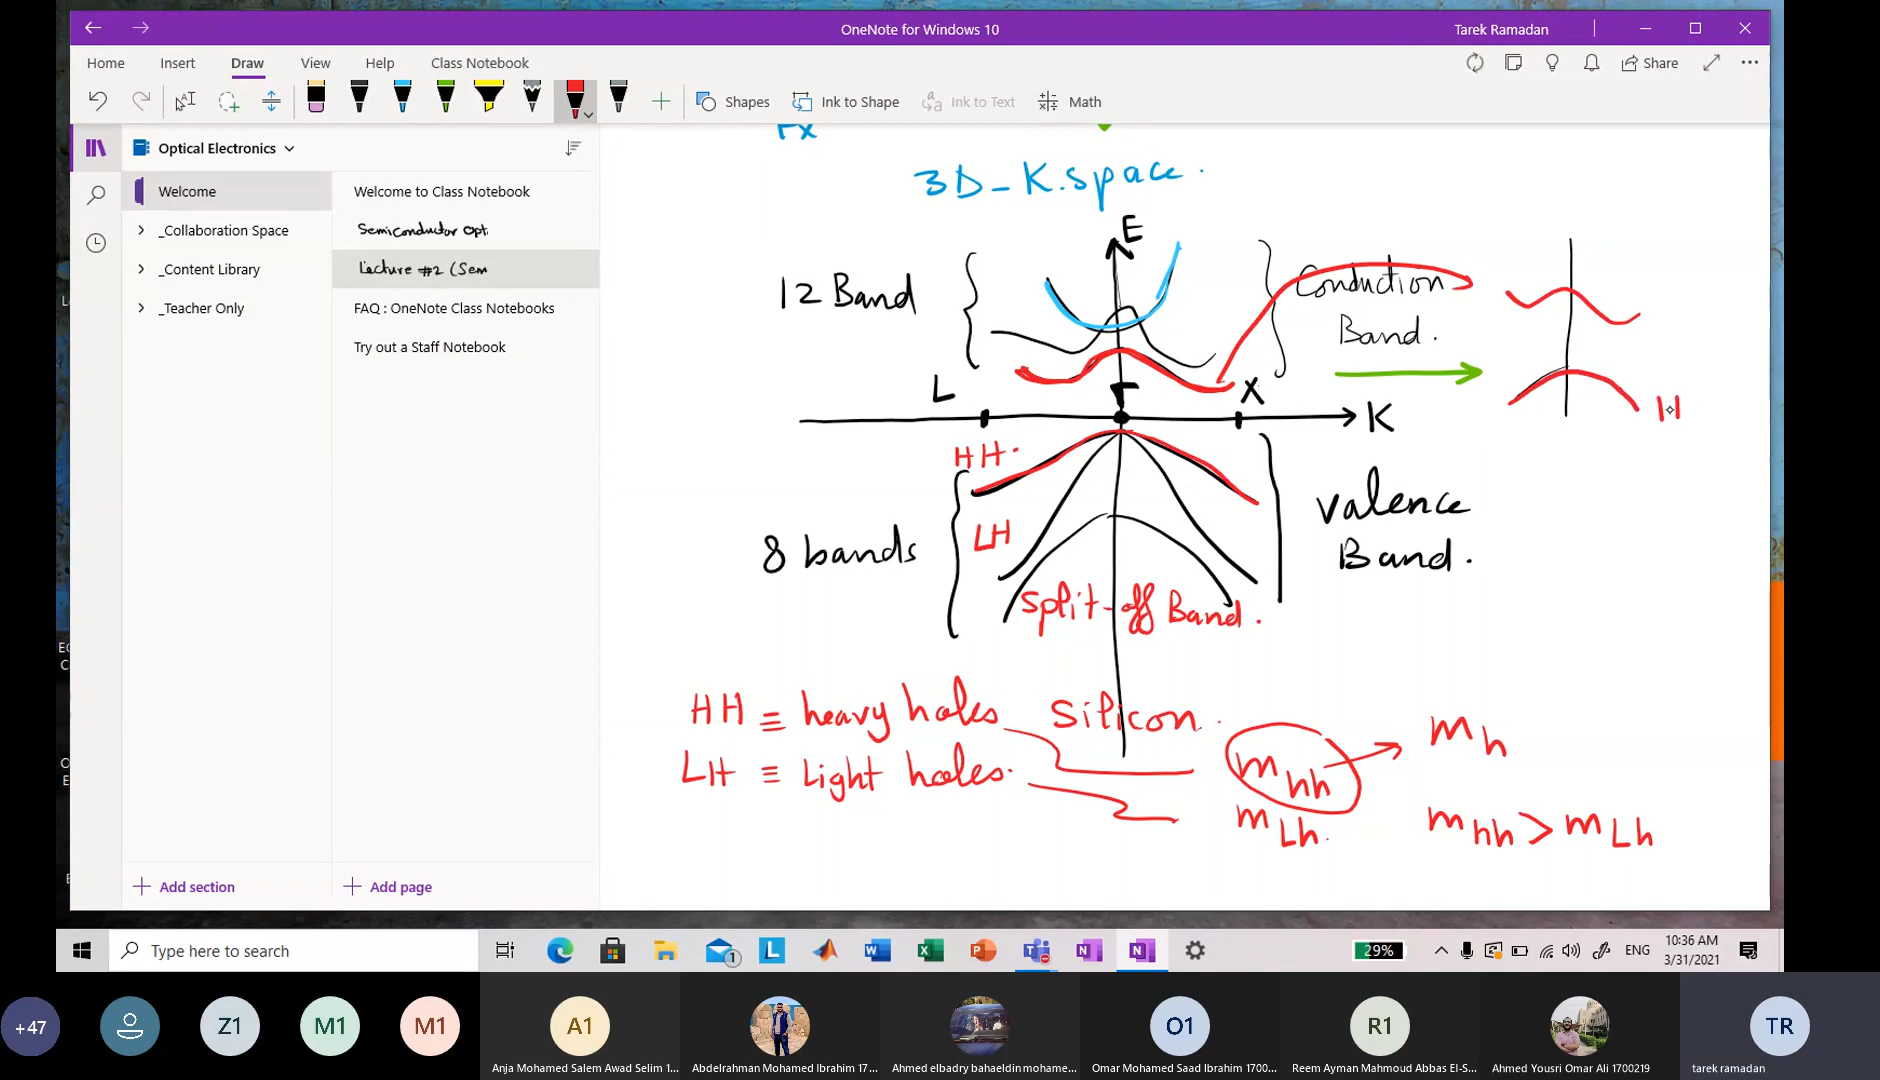 OneNote for Windows 10
Tarek Ramadan
Home Insert Draw View Help Class Notebook
Share
Shapes Ink to Shape Ink to Text Math
Optical Electronics
Welcome
_Collaboration Space
_Content Library
_Teacher Only
Welcome to Class Notebook
Semiconductor opt
Lecture #2 (Sem
FAQ : OneNote Class Notebooks
Try out a Staff Notebook
Add section
Add page
3D - K.space.
E
12 Band
Conduction
Band.
L
Γ
X
K
H
HH.
LH
8 bands
Valence
Band.
Split-off Band.
HH ≡ heavy holes
Silicon.
LH ≡ Light holes.
m hh
m h
m Lh.
m hh > m Lh
Type here to search
1
29%
ENG
10:36 AM
3/31/2021
+47
Z1
M1
M1
A1
O1
R1
TR
Anja Mohamed Salem Awad Selim 1...
Abdelrahman Mohamed Ibrahim 17...
Ahmed elbadry bahaeldin mohame...
Omar Mohamed Saad Ibrahim 1700...
Reem Ayman Mahmoud Abbas El-S...
Ahmed Yousri Omar Ali 1700219
tarek ramadan